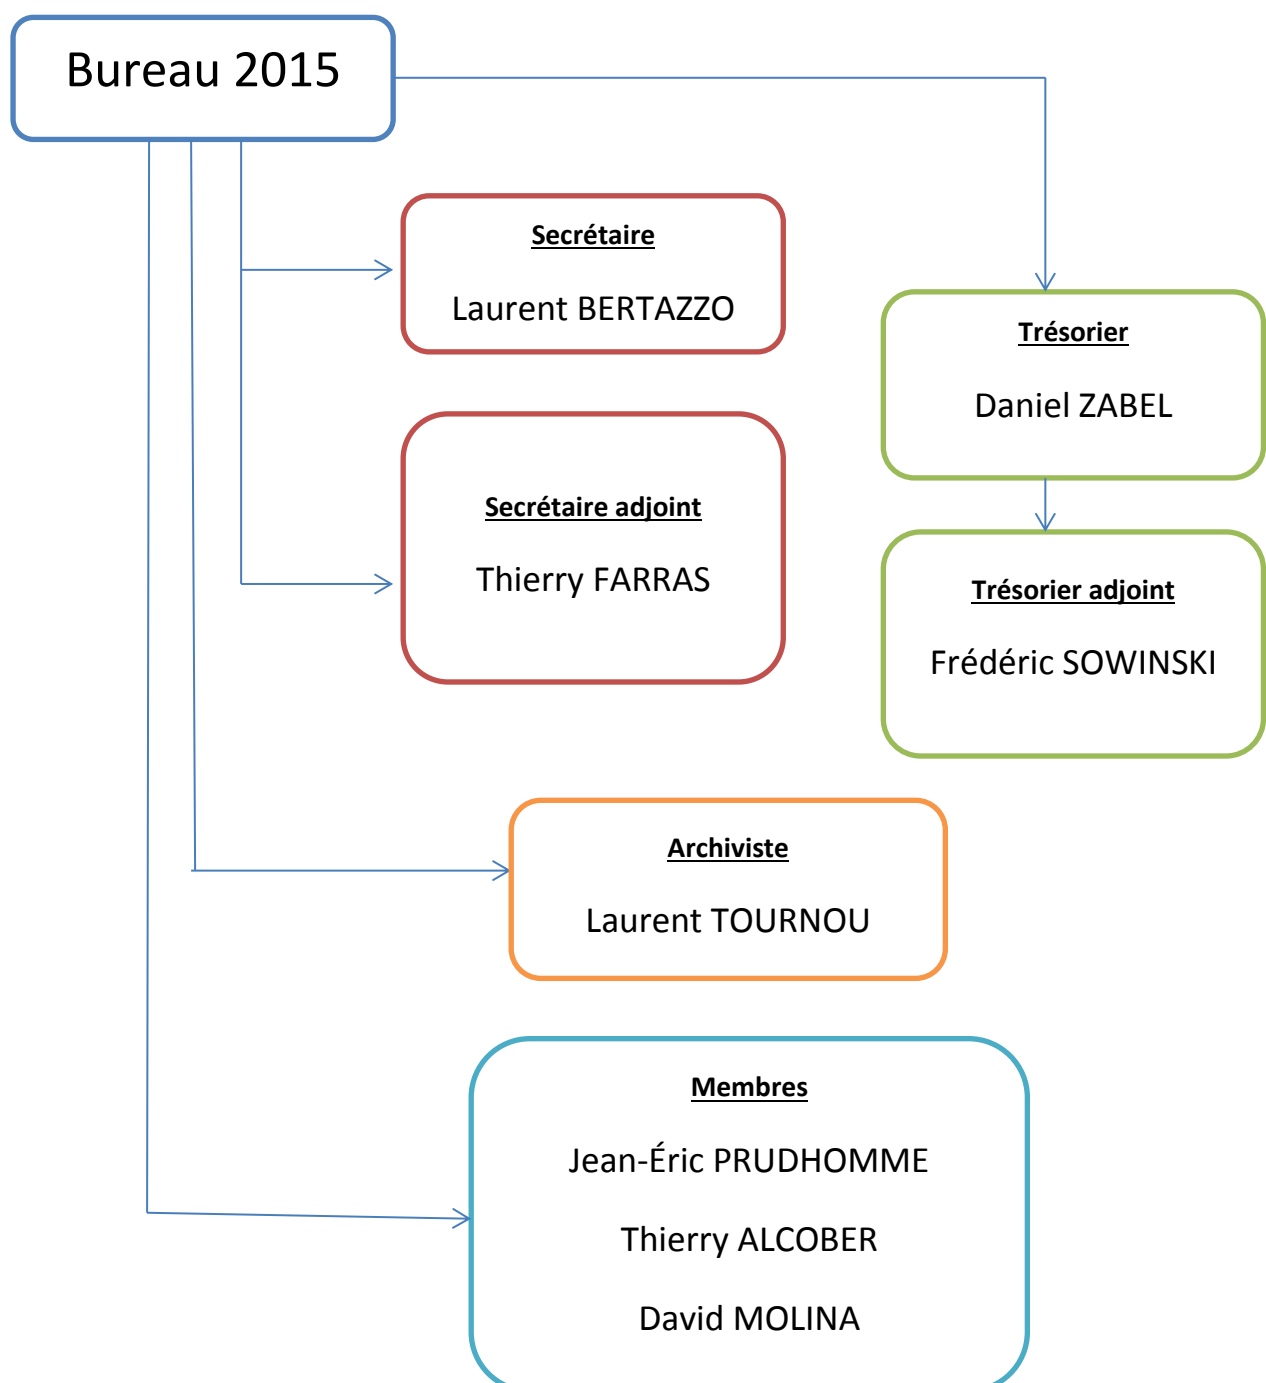 Bureau 2015
Secrétaire
Laurent BERTAZZO
Secrétaire adjoint
Thierry FARRAS
Trésorier
Daniel ZABEL
Trésorier adjoint
Frédéric SOWINSKI
Archiviste
Laurent TOURNOU
Membres
Jean-Éric PRUDHOMME
Thierry ALCOBER
David MOLINA